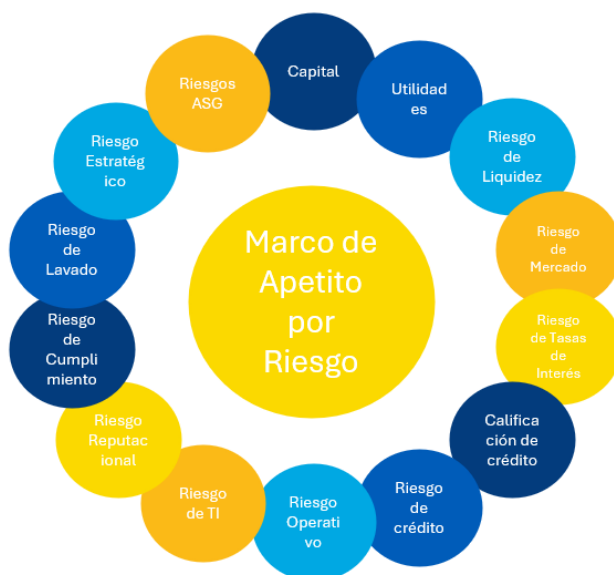 Marco de
Apetito
por
Riesgo
Capital
Utilidad
es
Riesgo
de
Liquidez
Riesgo
de
Mercado
Riesgo
de Tasas de
Interés
Califica
ción de
crédito
Riesgo
de
crédito
Riesgo
Operati
vo
Riesgo
de TI
Riesgo
Reputac
ional
Riesgo
de
Cumpli
miento
Riesgo
de
Lavado
Riesgo
Estratég
ico
Riesgos
ASG